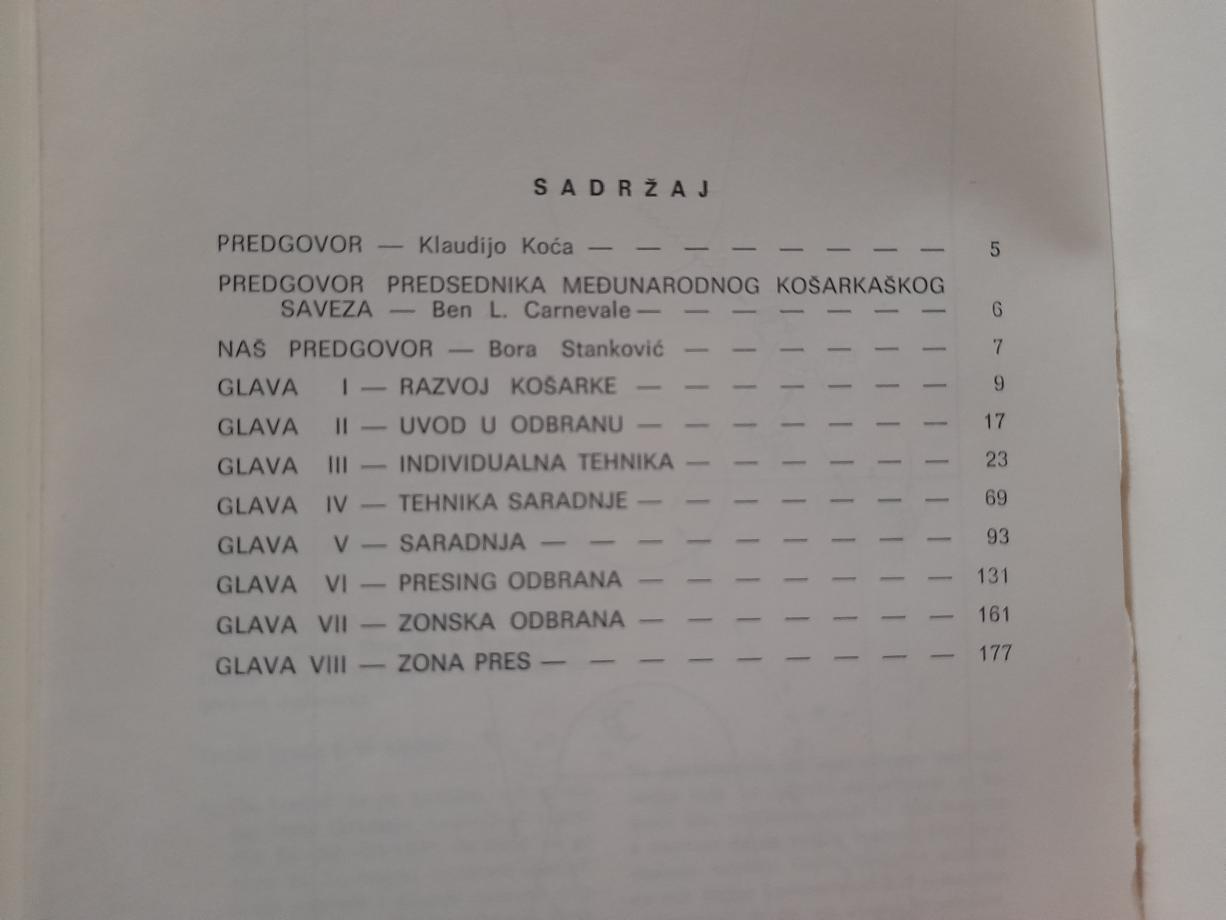 SADRŽAJ
PREDGOVOR — Klaudijo Koća — — — — — — — — 5
PREDGOVOR PREDSEDNIKA MEĐUNARODNOG KOŠARKAŠKOG
SAVEZA — Ben L. Carnevale — — — — — — — 6
NAŠ PREDGOVOR — Bora Stanković — — — — — — 7
GLAVA I — RAZVOJ KOŠARKE — — — — — — — 9
GLAVA II — UVOD U ODBRANU — — — — — — — 17
GLAVA III — INDIVIDUALNA TEHNIKA — — — — — — 23
GLAVA IV — TEHNIKA SARADNJE — — — — — — — 69
GLAVA V — SARADNJA — — — — — — — — — 93
GLAVA VI — PRESING ODBRANA — — — — — — — 131
GLAVA VII — ZONSKA ODBRANA — — — — — — — 161
GLAVA VIII — ZONA PRES — — — — — — — — — 177